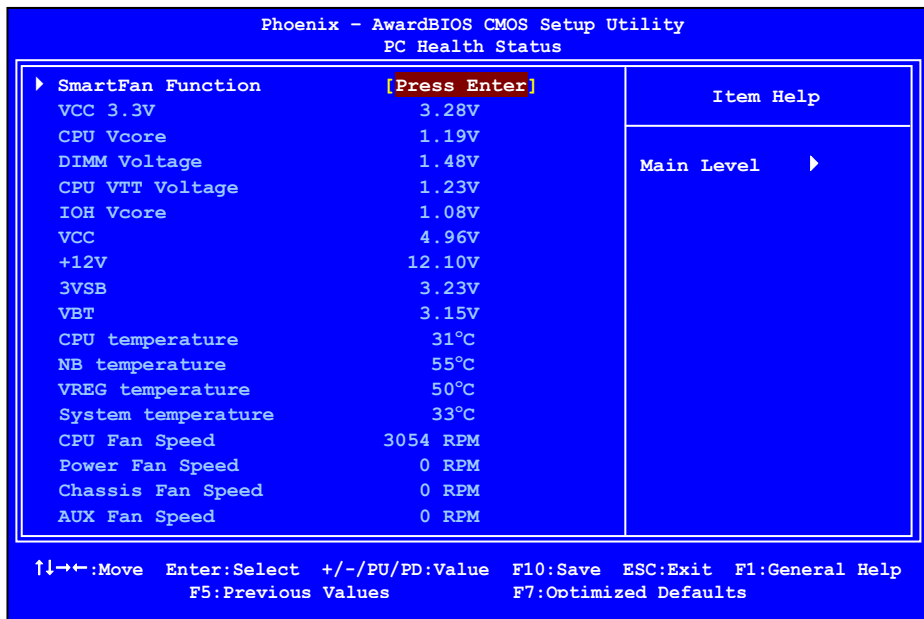 Phoenix – AwardBIOS CMOS Setup Utility
PC Health Status
SmartFan Function [Press Enter]
VCC 3.3V 3.28V
CPU Vcore 1.19V
DIMM Voltage 1.48V
CPU VTT Voltage 1.23V
IOH Vcore 1.08V
VCC 4.96V
+12V 12.10V
3VSB 3.23V
VBT 3.15V
CPU temperature 31°C
NB temperature 55°C
VREG temperature 50°C
System temperature 33°C
CPU Fan Speed 3054 RPM
Power Fan Speed 0 RPM
Chassis Fan Speed 0 RPM
AUX Fan Speed 0 RPM
Item Help
Main Level
↑↓→←:Move Enter:Select +/-/PU/PD:Value F10:Save ESC:Exit F1:General Help
F5:Previous Values F7:Optimized Defaults